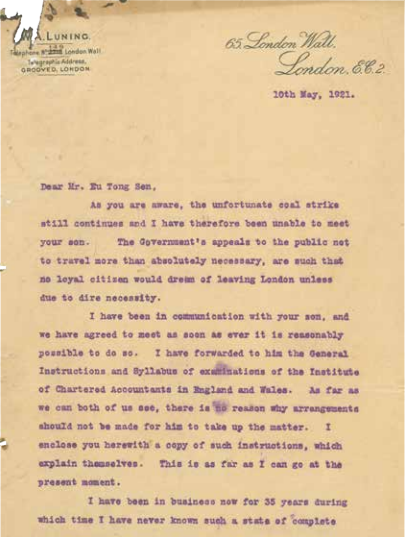 A. LUNING.
65 London Wall,
London, E.C.2.
Telephone London Wall
Telegraphic Address,
GROOVED, LONDON
10th May, 1921.
Dear Mr. Eu Tong Sen,
As you are aware, the unfortunate coal strike
still continues and I have therefore been unable to meet
your son. The Government's appeals to the public not
to travel more than absolutely necessary, are such that
no loyal citizen would dream of leaving London unless
due to dire necessity.
I have been in communication with your son, and
we have agreed to meet as soon as ever it is reasonably
possible to do so. I have forwarded to him the General
Instructions and Syllabus of examinations of the Institute
of Chartered Accountants in England and Wales. As far as
we can both of us see, there is no reason why arrangements
should not be made for him to take up the matter. I
enclose you herewith a copy of such instructions, which
explain themselves. This is as far as I can go at the
present moment.
I have been in business now for 35 years during
which time I have never known such a state of complete